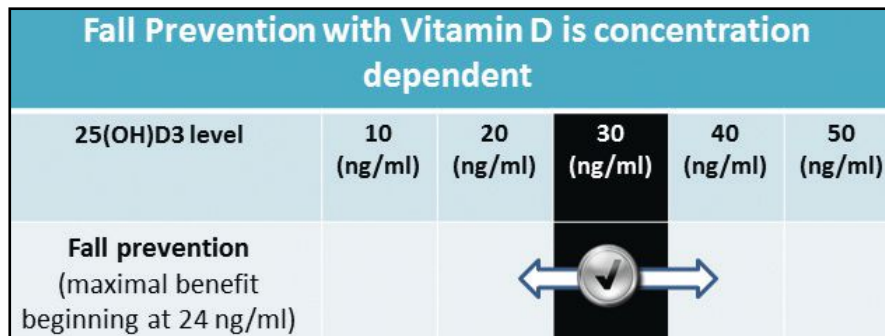 Fall Prevention with Vitamin D is concentration
dependent
25(OH)D3 level
10
(ng/ml)
20
(ng/ml)
30
(ng/ml)
40
(ng/ml)
50
(ng/ml)
Fall prevention
(maximal benefit
beginning at 24 ng/ml)